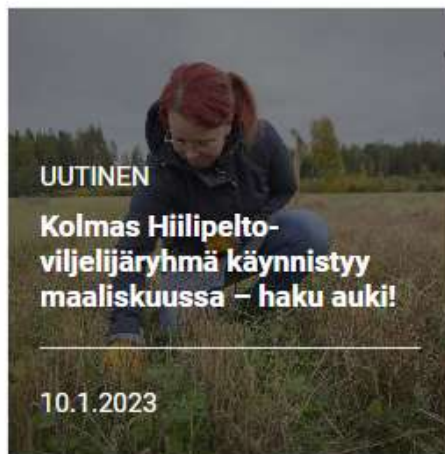 UUTINEN
Kolmas Hiilipelto-
viljelijäryhmä käynnistyy
maaliskuussa – haku auki!
10.1.2023